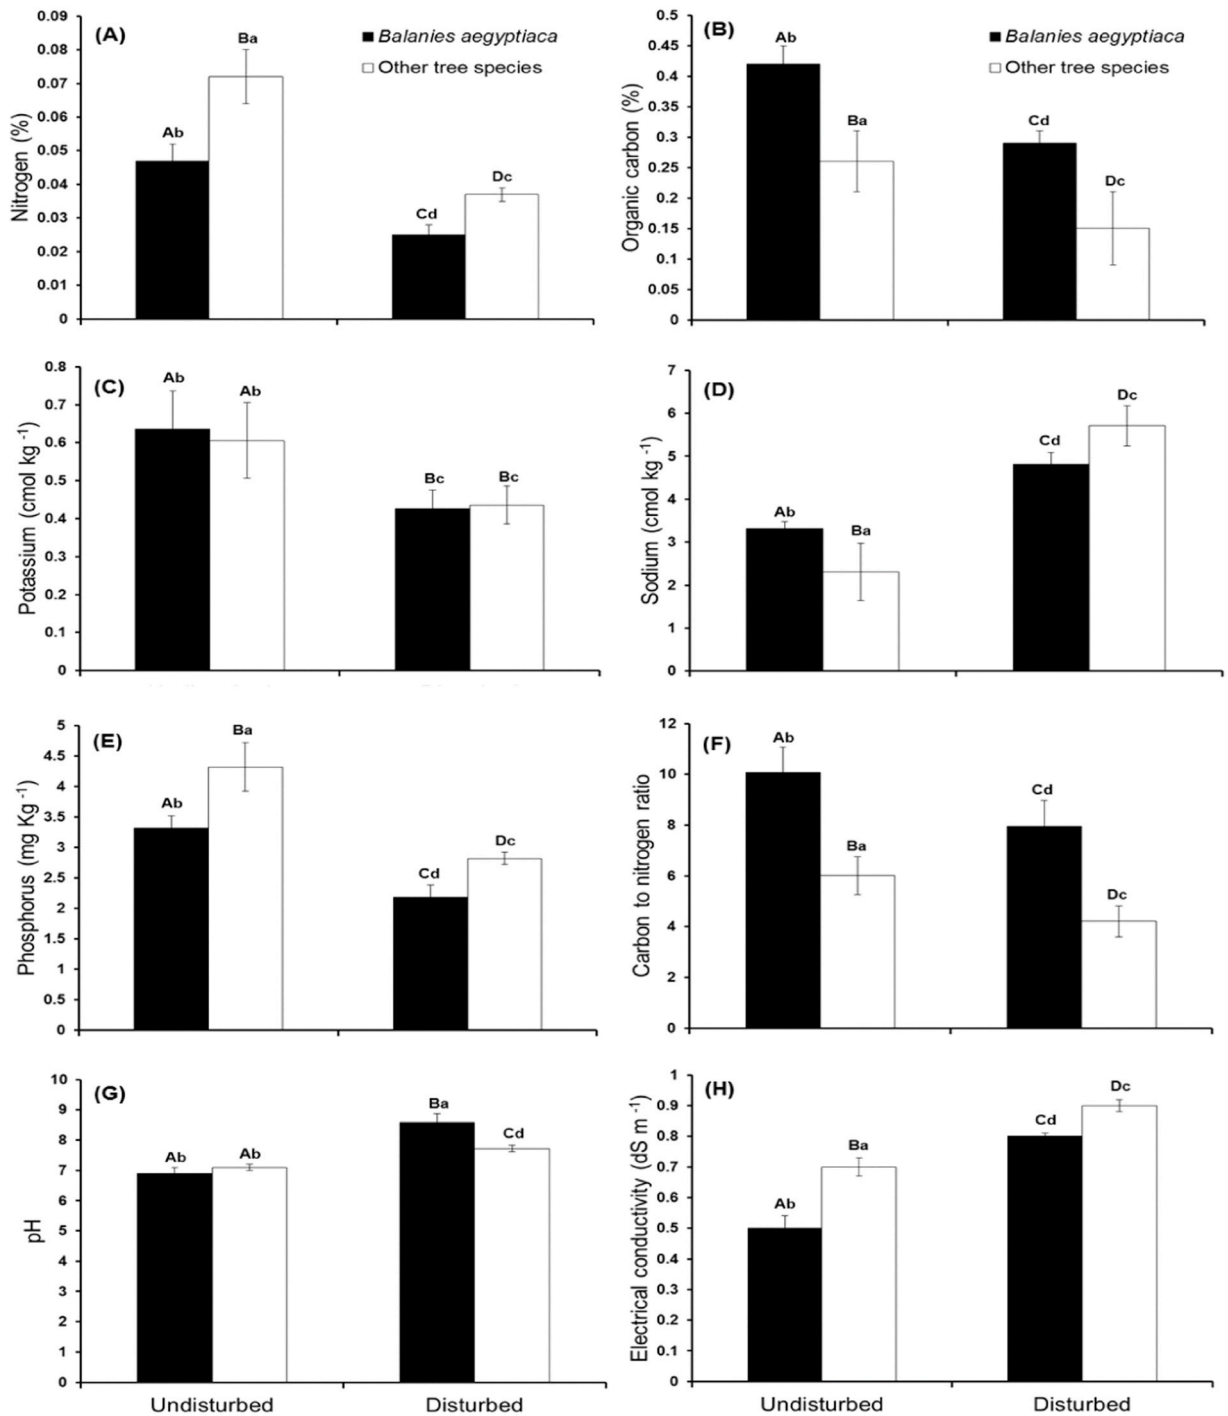 (A)
Balanies aegyptiaca
Other tree species
Nitrogen (%)
0.09
0.08
0.07
0.06
0.05
0.04
0.03
0.02
0.01
0
Ab
Ba
Cd
Dc
(B)
Balanies aegyptiaca
Other tree species
Organic carbon (%)
0.5
0.45
0.4
0.35
0.3
0.25
0.2
0.15
0.1
0.05
0
Ab
Ba
Cd
Dc
(C)
Potassium (cmol kg -1)
0.8
0.7
0.6
0.5
0.4
0.3
0.2
0.1
0
Ab
Ab
Bc
Bc
(D)
Sodium (cmol kg -1)
7
6
5
4
3
2
1
0
Ab
Ba
Cd
Dc
(E)
Phosphorus (mg Kg -1)
5
4.5
4
3.5
3
2.5
2
1.5
1
0.5
0
Ab
Ba
Cd
Dc
(F)
Carbon to nitrogen ratio
12
10
8
6
4
2
0
Ab
Ba
Cd
Dc
(G)
pH
10
9
8
7
6
5
4
3
2
1
0
Ab
Ab
Ba
Cd
Undisturbed
Disturbed
(H)
Electrical conductivity (dS m -1)
1
0.9
0.8
0.7
0.6
0.5
0.4
0.3
0.2
0.1
0
Ab
Ba
Cd
Dc
Undisturbed
Disturbed